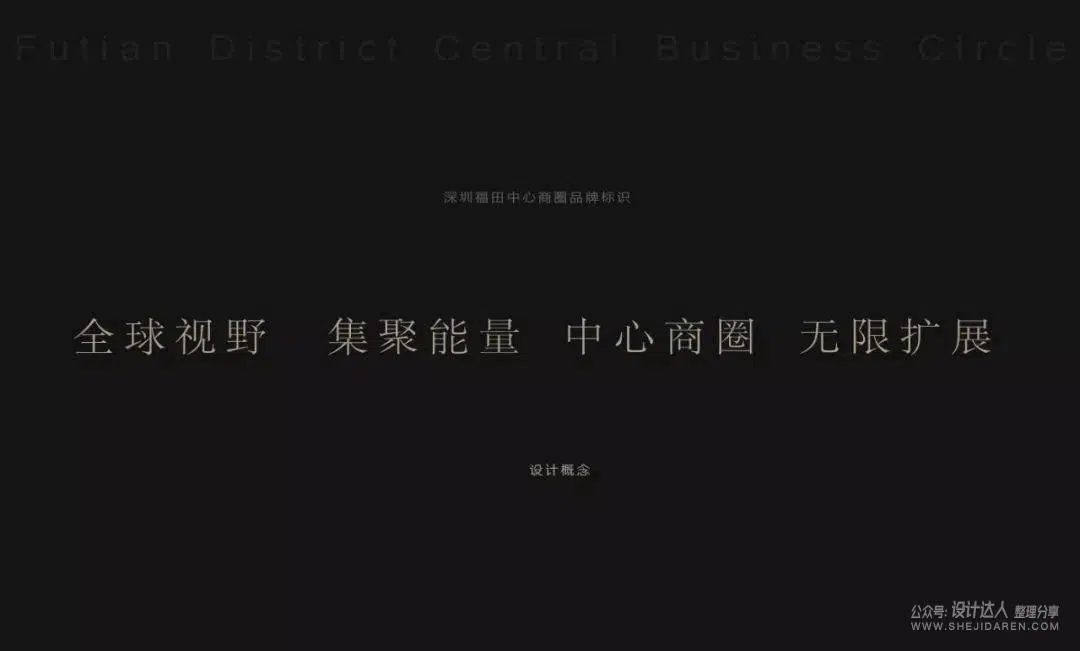 Futian District Central Business Circle
深圳福田中心商圈品牌标识
全球视野 集聚能量 中心商圈 无限扩展
设计概念
公众号: 设计达人 整理分享
WWW.SHEJIDAREN.COM